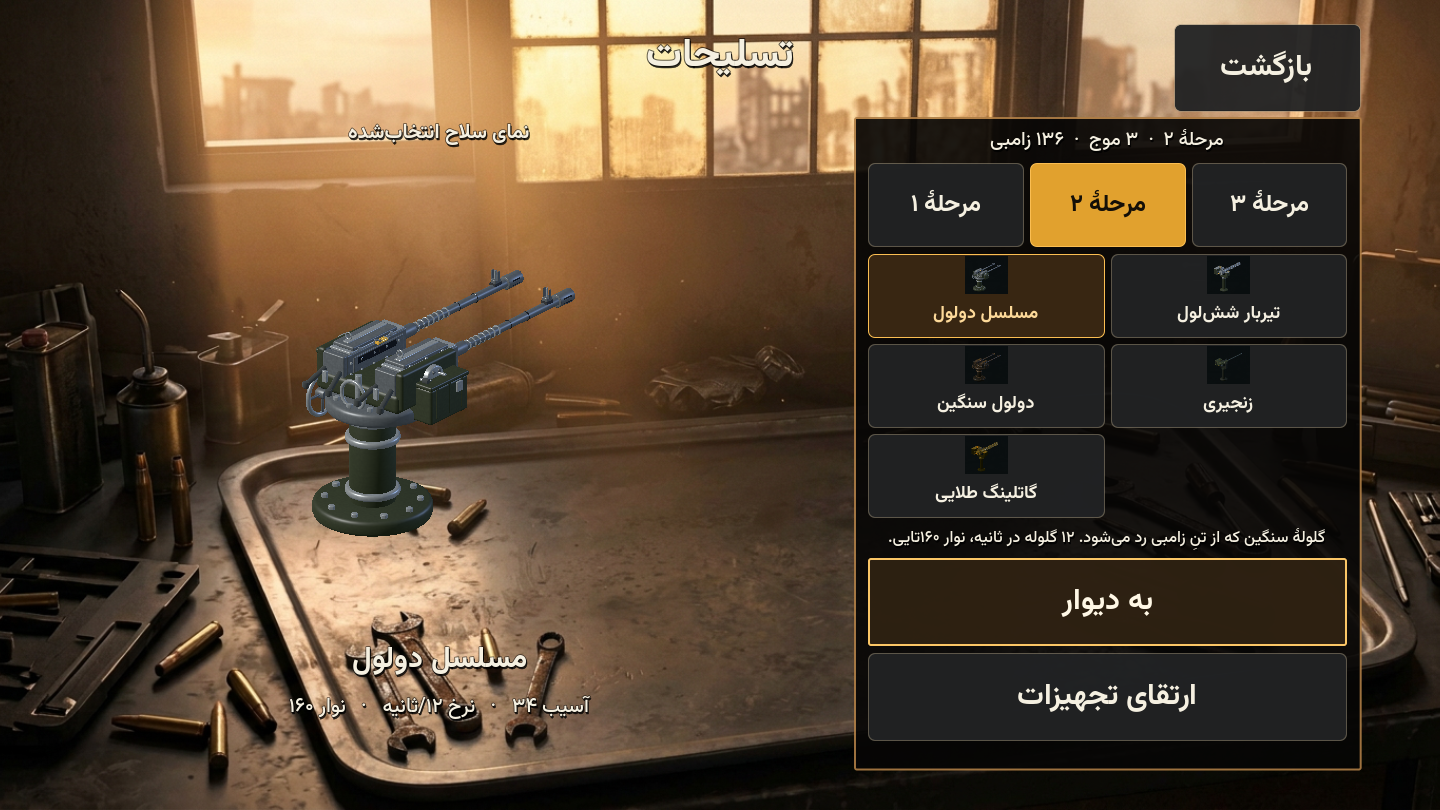 تسلیحات
بازگشت
نمای سلاح انتخاب‌شده
مرحلهٔ ۲ · ۳ موج · ۱۳۶ زامبی
مرحلهٔ ۳
مرحلهٔ ۲
مرحلهٔ ۱
تیربار شش‌لول
مسلسل دولول
زنجیری
دولول سنگین
گاتلینگ طلایی
گلولهٔ سنگین که از تنِ زامبی رد می‌شود. ۱۲ گلوله در ثانیه، نوار ۱۶۰تایی.
به دیوار
ارتقای تجهیزات
مسلسل دولول
آسیب ۳۴ · نرخ ۱۲/ثانیه · نوار ۱۶۰